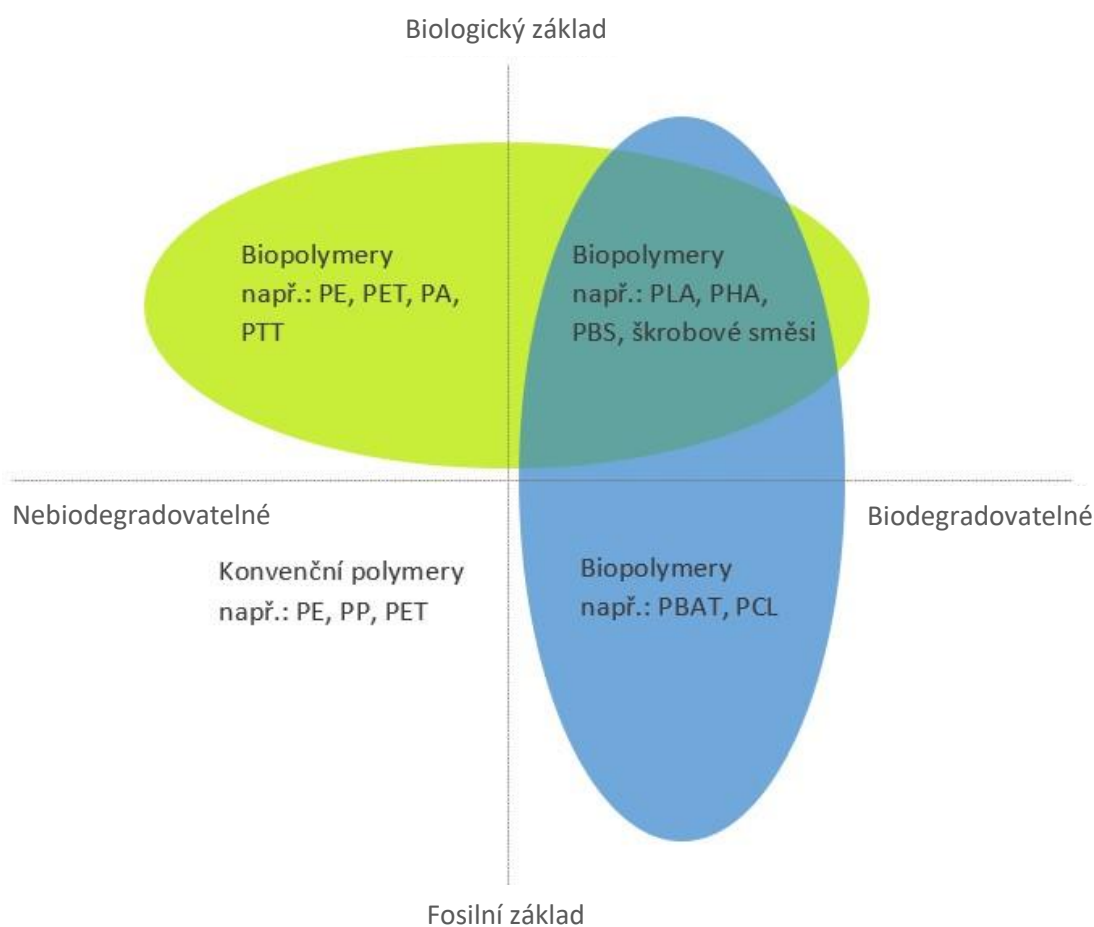 Biologický základ
Biopolymery
např.: PE, PET, PA,
PTT
Biopolymery
např.: PLA, PHA,
PBS, škrobové směsi
Nebiodegradovatelné
Biodegradovatelné
Konvenční polymery
např.: PE, PP, PET
Biopolymery
např.: PBAT, PCL
Fosilní základ